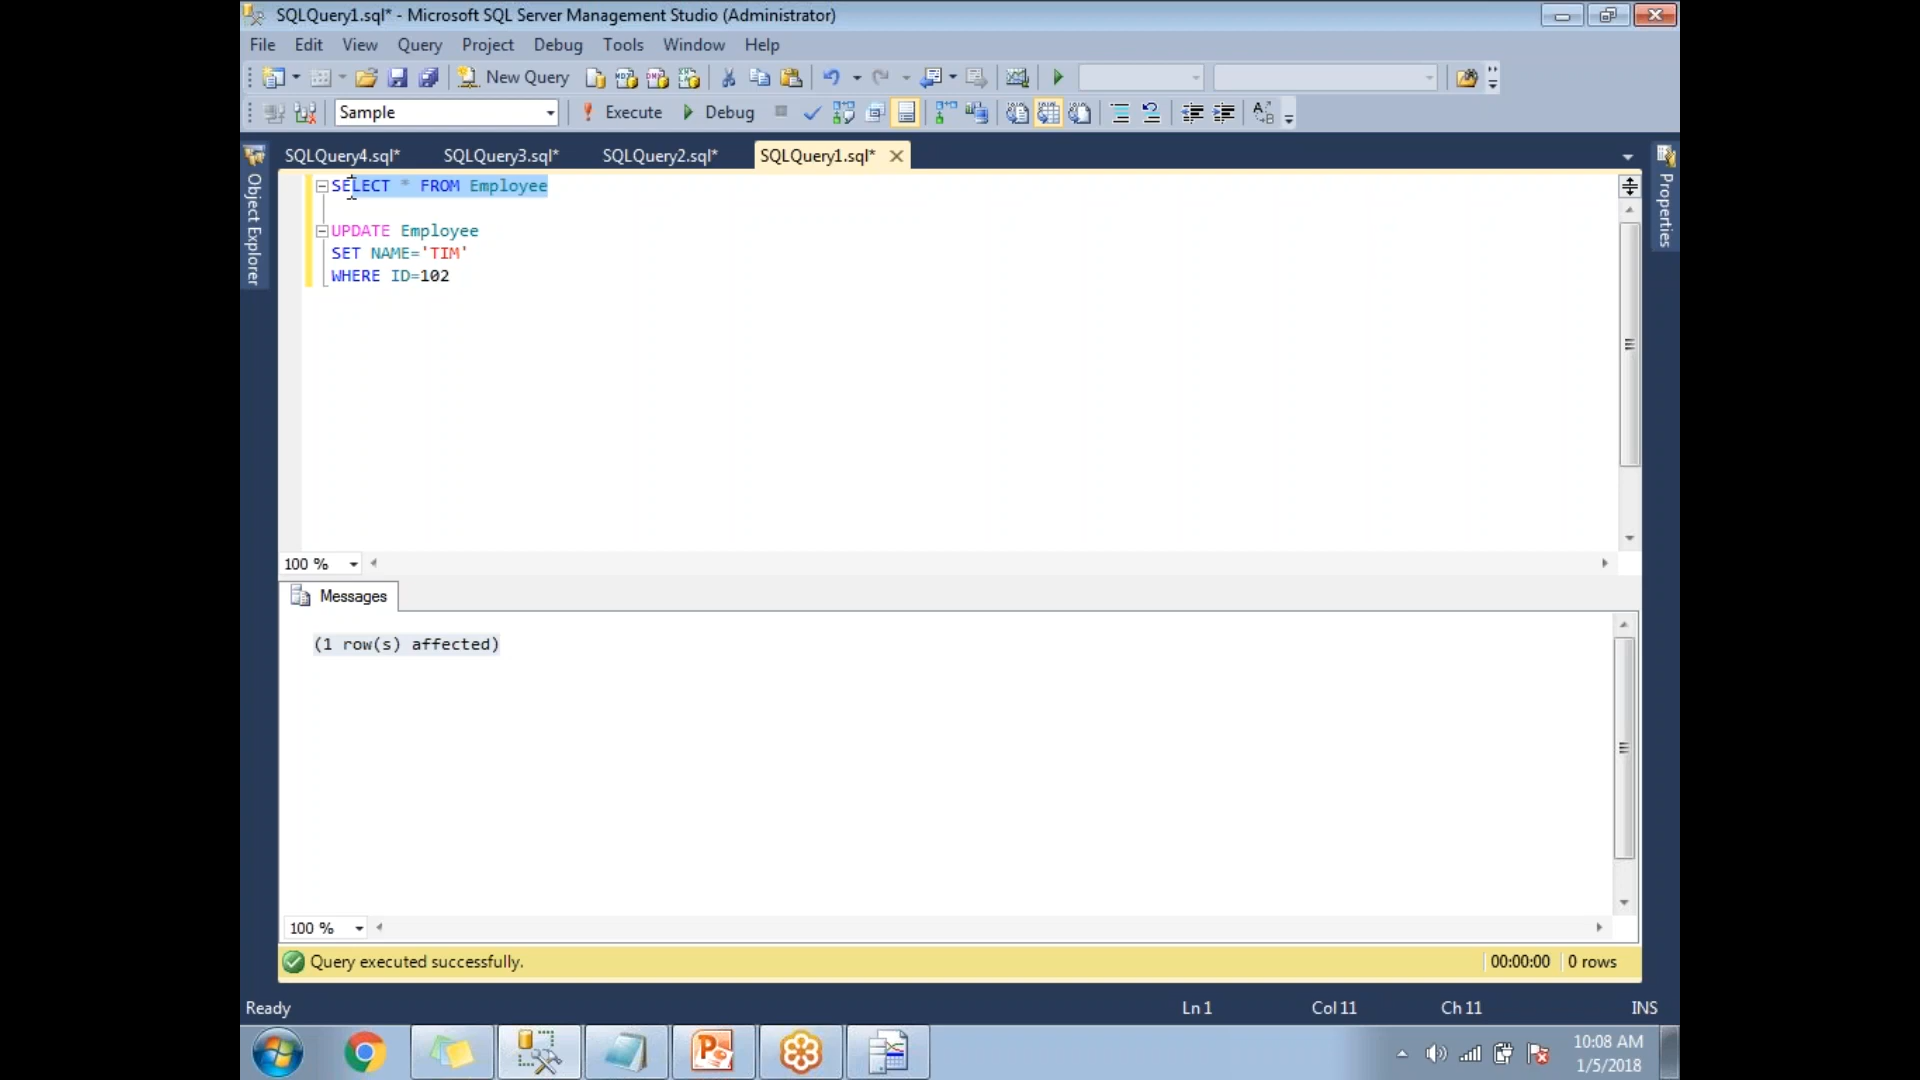 SQLQuery1.sql* - Microsoft SQL Server Management Studio (Administrator)
File Edit View Query Project Debug Tools Window Help
New Query
Sample Execute Debug
SQLQuery4.sql* SQLQuery3.sql* SQLQuery2.sql* SQLQuery1.sql*
Object Explorer
Properties
SELECT * FROM Employee
UPDATE Employee
SET NAME='TIM'
WHERE ID=102
100 %
Messages
(1 row(s) affected)
100 %
Query executed successfully. 00:00:00 0 rows
Ready Ln 1 Col 11 Ch 11 INS
10:08 AM
1/5/2018